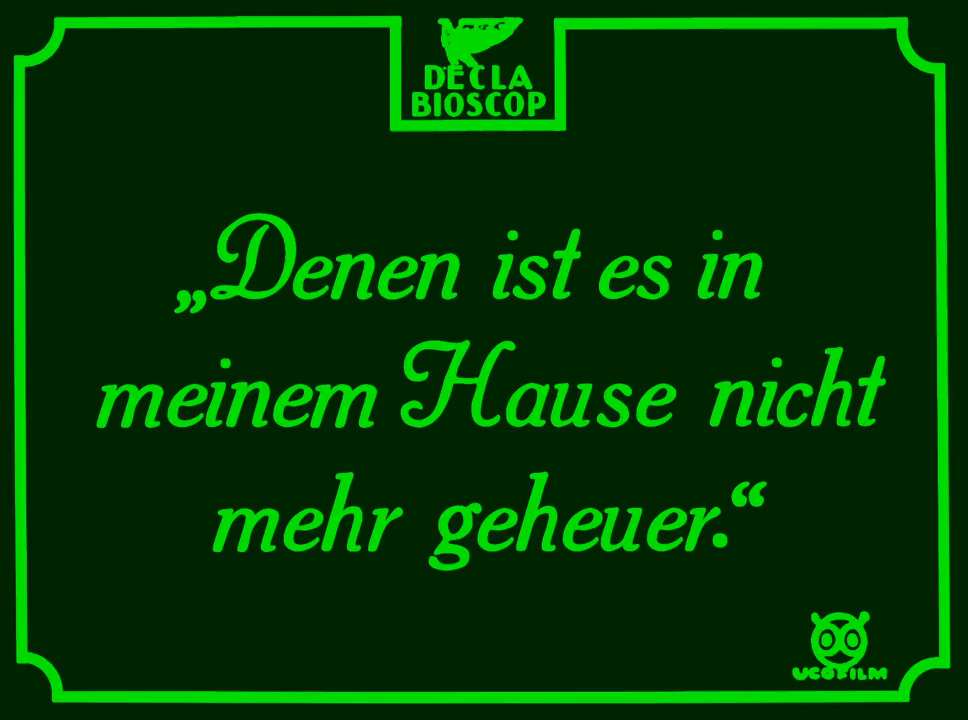 DECLA
BIOSCOP
„Denen ist es in
meinem Hause nicht
mehr geheuer.“
UCOFILM